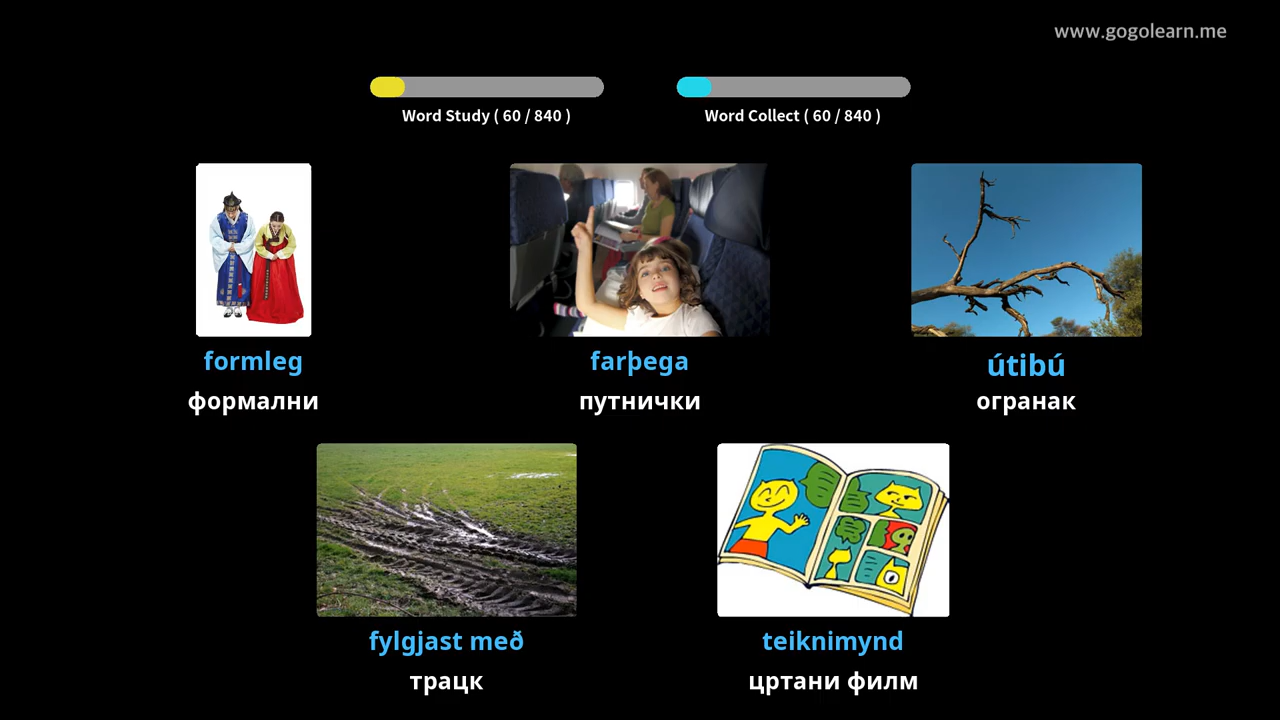 www.gogolearn.me
Word Study ( 60 / 840 )
Word Collect ( 60 / 840 )
formleg
формални
farþega
путнички
útibú
огранак
fylgjast með
трацк
teiknimynd
цртани филм